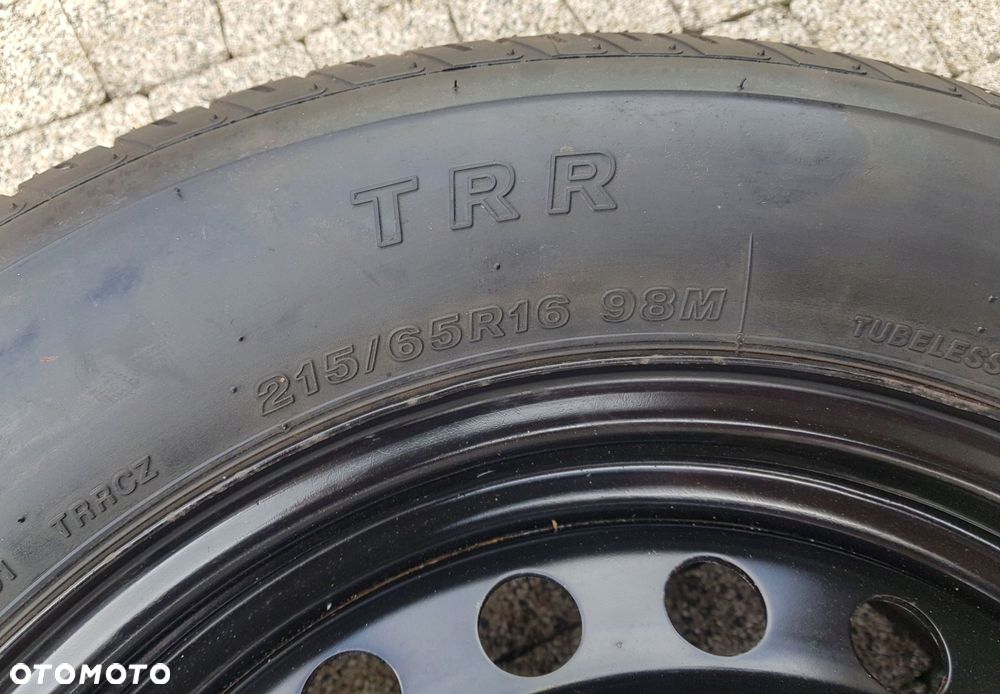 TRR
215/65R16 98M
TUBELESS
TRRCZ
OTOMOTO